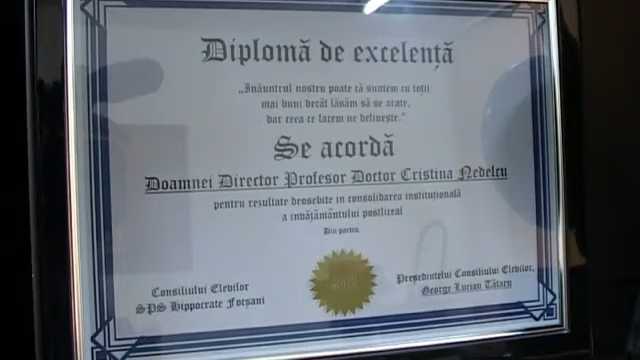 Diplomă de excelență
„Înăuntrul nostru poate că suntem cu toții
mai buni decât lăsăm să se arate,
dar ceea ce facem ne definește."
Se acordă
Doamnei Director Profesor Doctor Cristina Nedelcu
pentru rezultate deosebite in consolidarea instituțională
a învățământului postliceal
Din partea,
Consiliului Elevilor
SPS Hippocrate Focșani
Președintelui Consiliului Elevilor,
George Lucian Tătaru